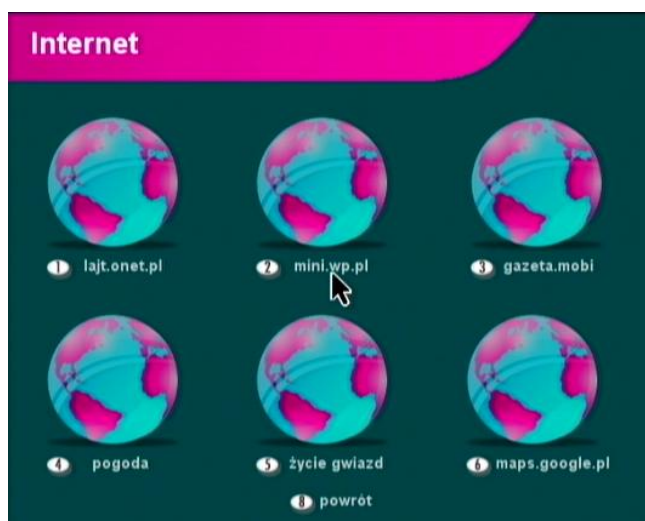 Internet
1 lajt.onet.pl
2 mini.wp.pl
3 gazeta.mobi
4 pogoda
5 życie gwiazd
6 maps.google.pl
8 powrót